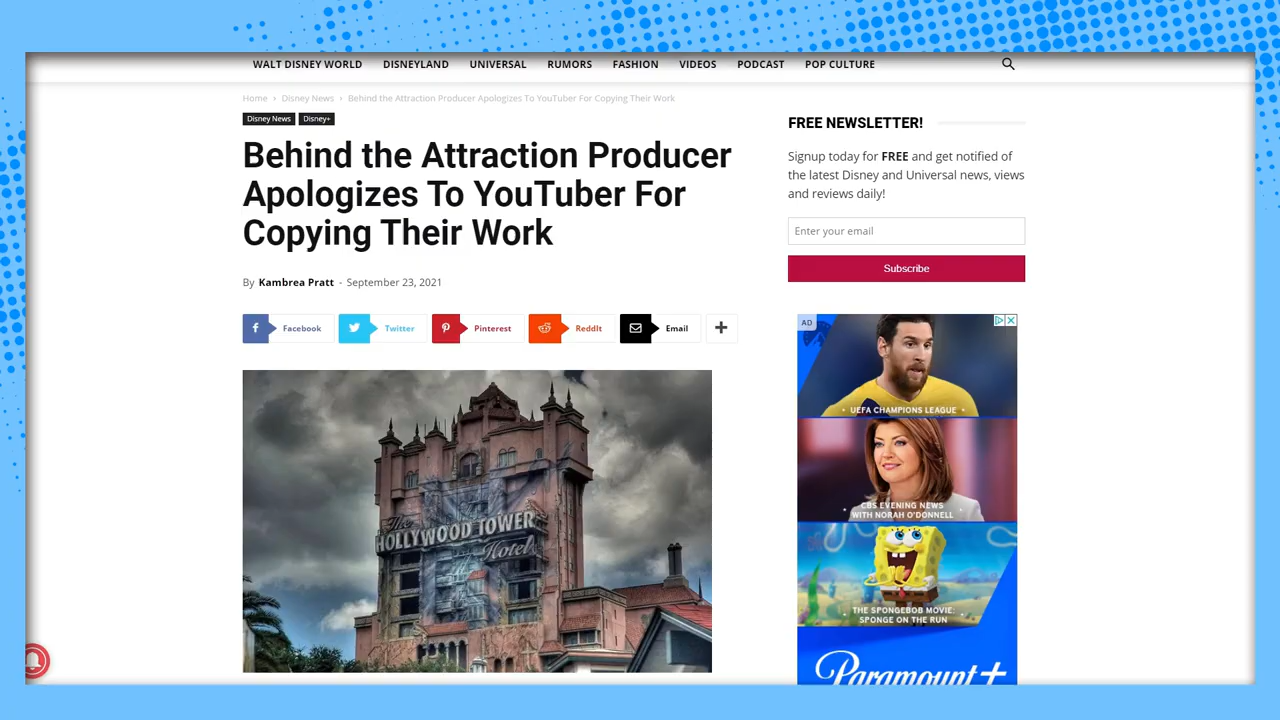 WALT DISNEY WORLD DISNEYLAND UNIVERSAL RUMORS FASHION VIDEOS PODCAST POP CULTURE
Home › Disney News › Behind the Attraction Producer Apologizes To YouTuber For Copying Their Work
Disney News Disney+
Behind the Attraction Producer
Apologizes To YouTuber For
Copying Their Work
By Kambrea Pratt - September 23, 2021
Facebook Twitter Pinterest ReddIt Email
The
HOLLYWOOD TOWER
Hotel
FREE NEWSLETTER!
Signup today for FREE and get notified of
the latest Disney and Universal news, views
and reviews daily!
Enter your email
Subscribe
AD
UEFA CHAMPIONS LEAGUE
CBS EVENING NEWS
WITH NORAH O'DONNELL
THE SPONGEBOB MOVIE:
SPONGE ON THE RUN
Paramount+